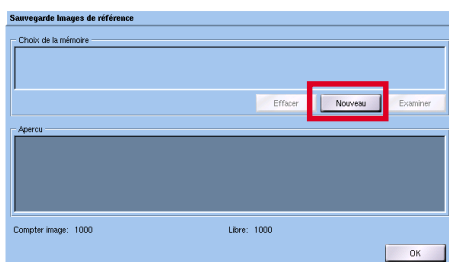 Sauvegarde Images de référence
Choix de la mémoire
Effacer Nouveau Examiner
Apercu
Compter image: 1000 Libre: 1000
OK